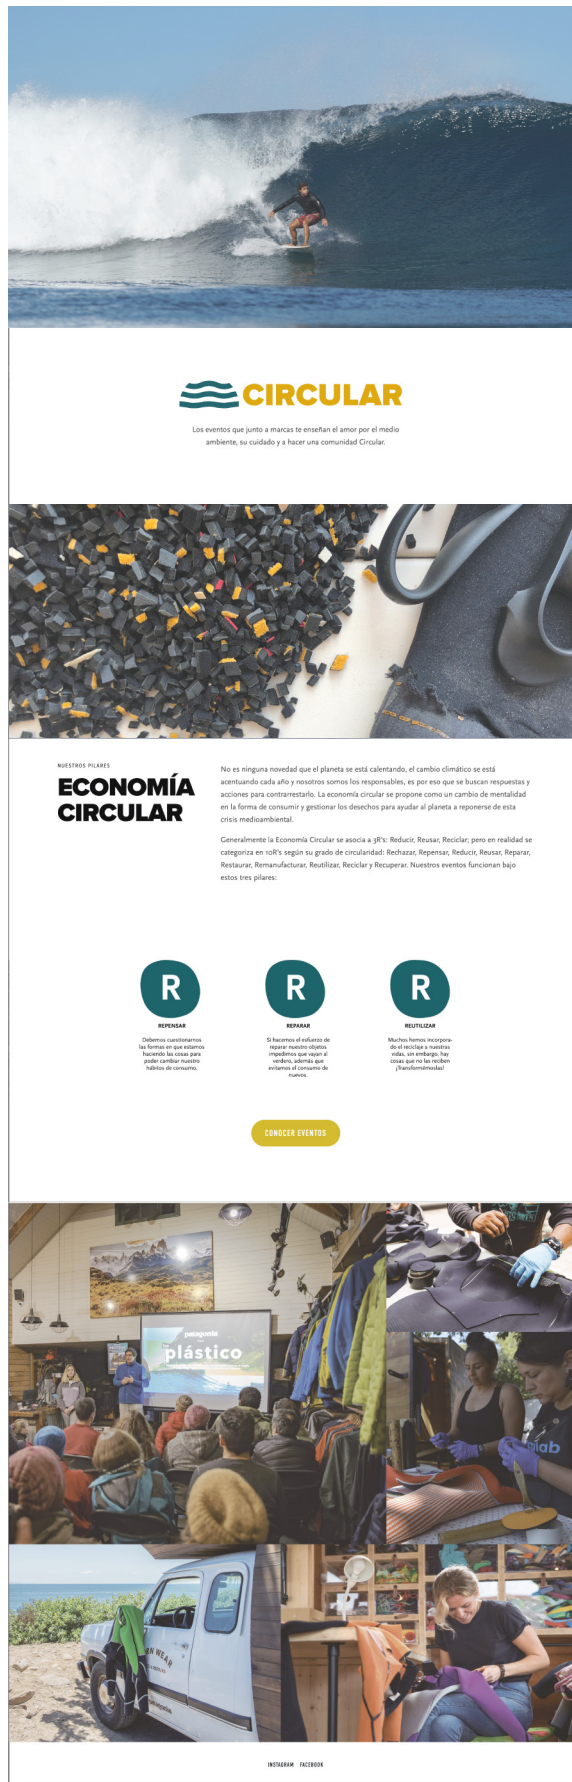 CIRCULAR
Los eventos que junto a marcas te enseñan el amor por el medio
ambiente, su cuidado y a hacer una comunidad Circular.
NUESTROS PILARES
ECONOMÍA
CIRCULAR
No es ninguna novedad que el planeta se está calentando, el cambio climático se está
acentuando cada año y nosotros somos los responsables, es por eso que se buscan respuestas y
acciones para contrarrestarlo. La economía circular se propone como un cambio de mentalidad
en la forma de consumir y gestionar los desechos para ayudar al planeta a reponerse de esta
crisis medioambiental.
Generalmente la Economía Circular se asocia a 3R's: Reducir, Reusar, Reciclar; pero en realidad se
categoriza en 10R's según su grado de circularidad: Rechazar, Repensar, Reducir, Reusar, Reparar,
Restaurar, Remanufacturar, Reutilizar, Reciclar y Recuperar. Nuestros eventos funcionan bajo
estos tres pilares:
R
REPENSAR
Debemos cuestionarnos
las formas en que estamos
haciendo las cosas para
poder cambiar nuestro
hábitos de consumo.
R
REPARAR
Si hacemos el esfuerzo de
reparar nuestro objetos
impedimos que vayan al
verdero, además que
evitamos el consumo de
nuevos.
R
REUTILIZAR
Muchos hemos incorpora-
do el reciclaje a nuestras
vidas, sin embargo, hay
cosas que no las reciben
¡Transformémoslas!
CONOCER EVENTOS
patagonia
plástico
lab
RN WEAR
INSTAGRAM FACEBOOK